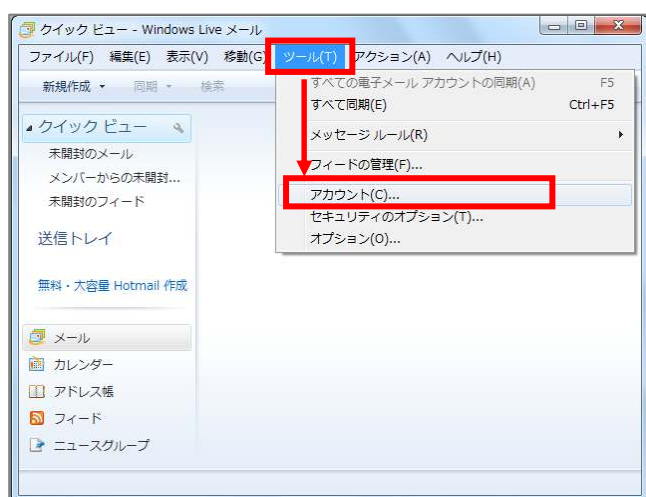 クイック ビュー - Windows Live メール
ファイル(F) 編集(E) 表示(V) 移動(G) ツール(T) アクション(A) ヘルプ(H)
新規作成 同期 検索
すべての電子メール アカウントの同期(A) F5
すべて同期(E) Ctrl+F5
メッセージ ルール(R)
フィードの管理(F)...
アカウント(C)...
セキュリティのオプション(T)...
オプション(O)...
クイック ビュー
未開封のメール
メンバーからの未開封...
未開封のフィード
送信トレイ
無料・大容量 Hotmail 作成
メール
カレンダー
アドレス帳
フィード
ニュースグループ